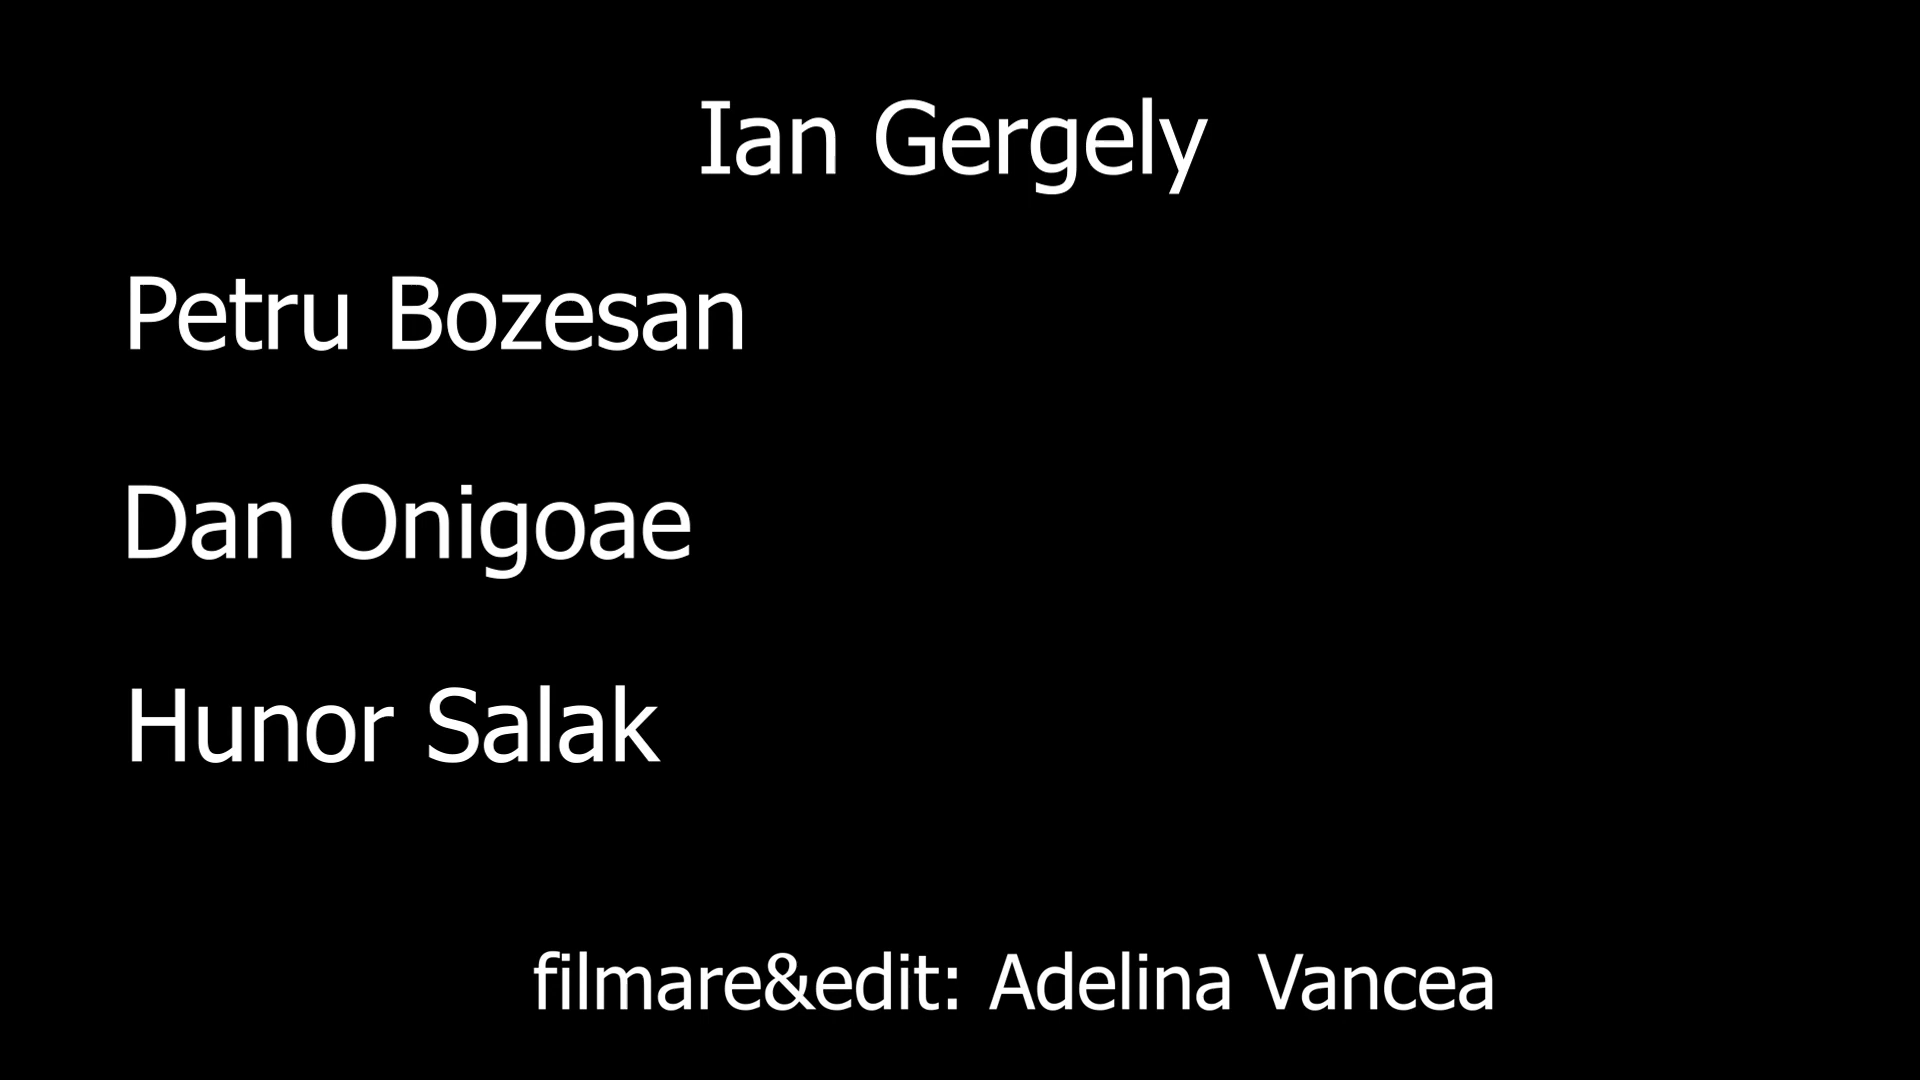 Ian Gergely
Petru Bozesan
Dan Onigoae
Hunor Salak
filmare&edit: Adelina Vancea